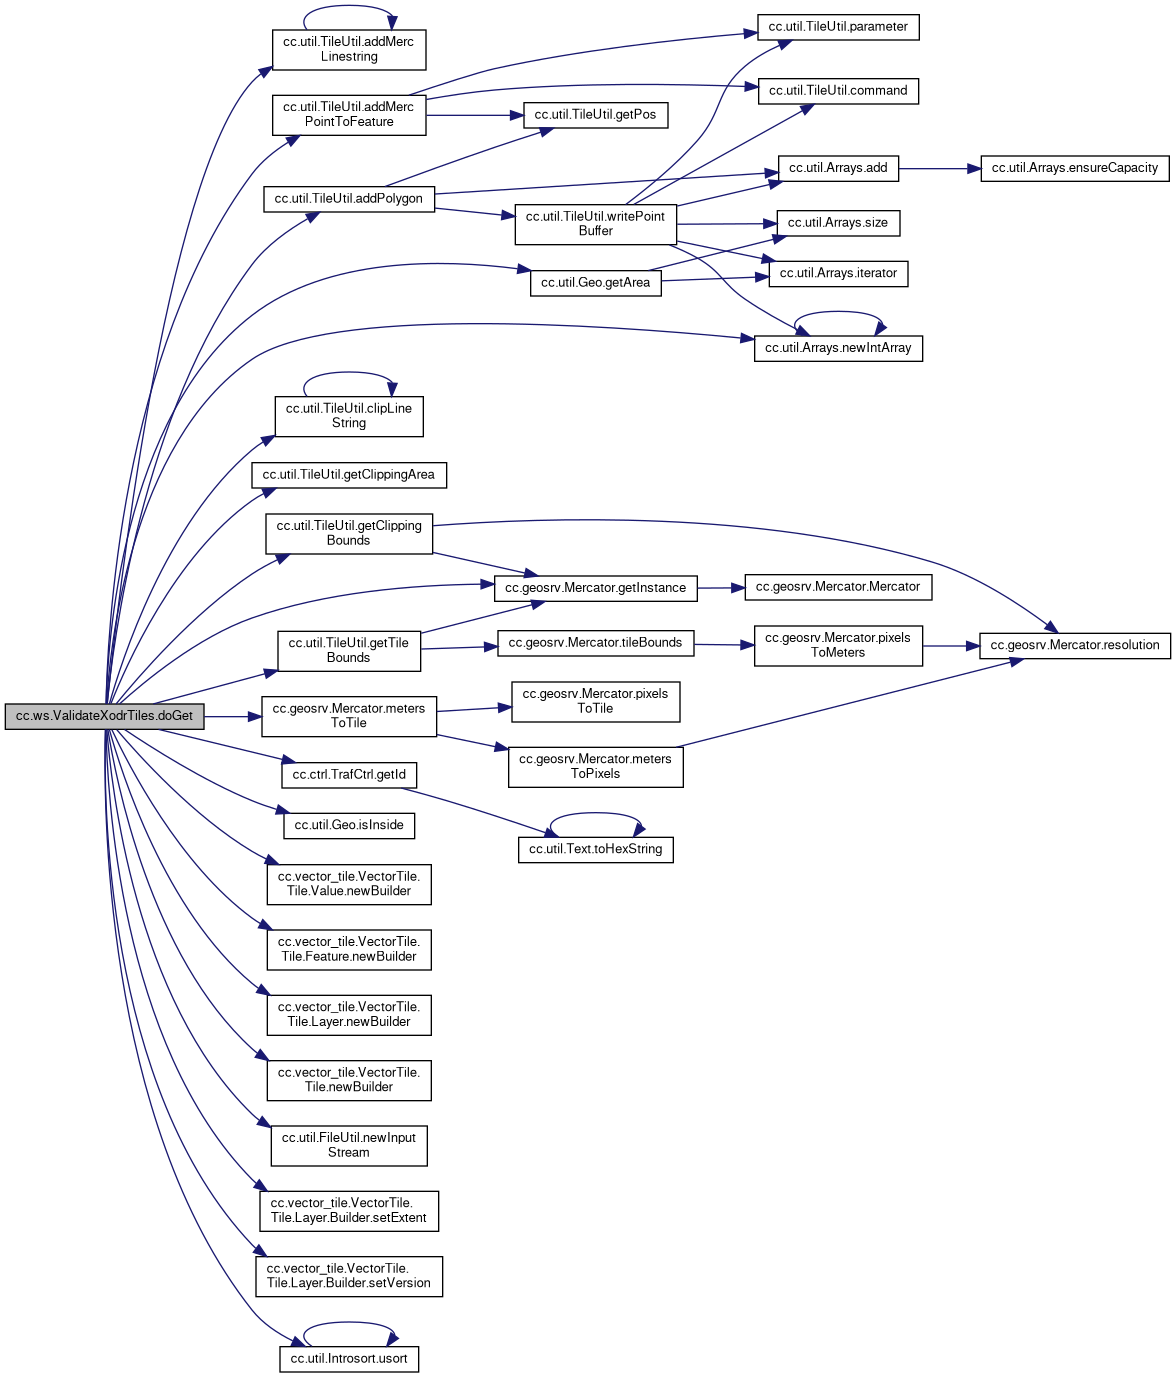 cc.ws.ValidateXodrTiles.doGet
cc.util.TileUtil.addMerc
Linestring
cc.util.TileUtil.addMerc
PointToFeature
cc.util.TileUtil.parameter
cc.util.TileUtil.command
cc.util.TileUtil.getPos
cc.util.TileUtil.addPolygon
cc.util.Arrays.add
cc.util.Arrays.ensureCapacity
cc.util.TileUtil.writePoint
Buffer
cc.util.Arrays.size
cc.util.Arrays.iterator
cc.util.Geo.getArea
cc.util.Arrays.newIntArray
cc.util.TileUtil.clipLine
String
cc.util.TileUtil.getClippingArea
cc.util.TileUtil.getClipping
Bounds
cc.geosrv.Mercator.getInstance
cc.geosrv.Mercator.Mercator
cc.util.TileUtil.getTile
Bounds
cc.geosrv.Mercator.tileBounds
cc.geosrv.Mercator.pixels
ToMeters
cc.geosrv.Mercator.resolution
cc.geosrv.Mercator.meters
ToTile
cc.geosrv.Mercator.pixels
ToTile
cc.geosrv.Mercator.meters
ToPixels
cc.ctrl.TrafCtrl.getId
cc.util.Text.toHexString
cc.util.Geo.isInside
cc.vector_tile.VectorTile.
Tile.Value.newBuilder
cc.vector_tile.VectorTile.
Tile.Feature.newBuilder
cc.vector_tile.VectorTile.
Tile.Layer.newBuilder
cc.vector_tile.VectorTile.
Tile.newBuilder
cc.util.FileUtil.newInput
Stream
cc.vector_tile.VectorTile.
Tile.Layer.Builder.setExtent
cc.vector_tile.VectorTile.
Tile.Layer.Builder.setVersion
cc.util.Introsort.usort